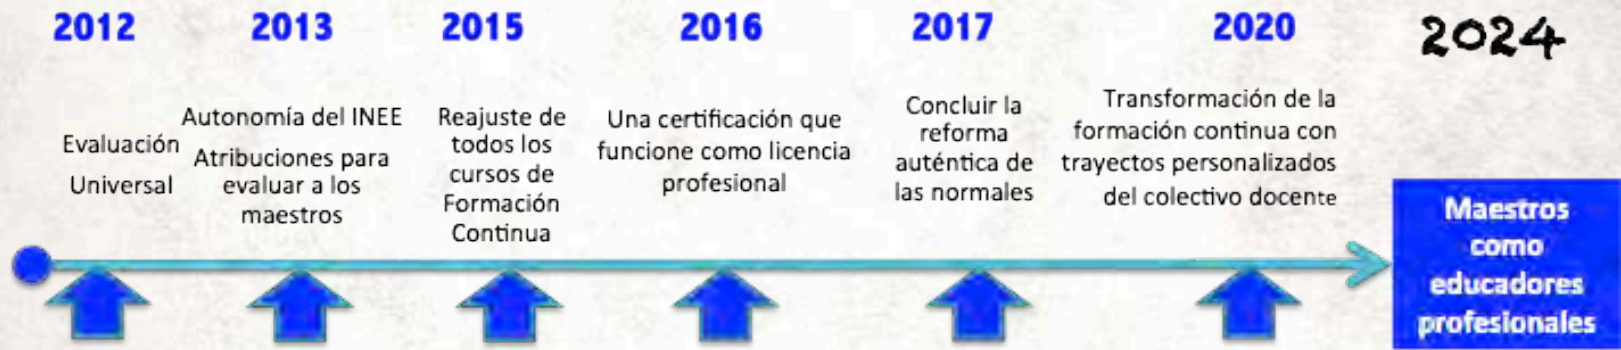 2012
Evaluación
Universal
2013
Autonomía del INEE
Atribuciones para
evaluar a los
maestros
2015
Reajuste de
todos los
cursos de
Formación
Continua
2016
Una certificación que
funcione como licencia
profesional
2017
Concluir la
reforma
auténtica de
las normales
2020
Transformación de la
formación continua con
trayectos personalizados
del colectivo docente
2024
Maestros
como
educadores
profesionales